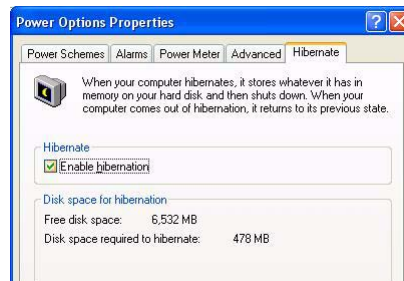 Power Options Properties
Power Schemes Alarms Power Meter Advanced Hibernate
When your computer hibernates, it stores whatever it has in
memory on your hard disk and then shuts down. When your
computer comes out of hibernation, it returns to its previous state.
Hibernate
Enable hibernation
Disk space for hibernation
Free disk space: 6,532 MB
Disk space required to hibernate: 478 MB